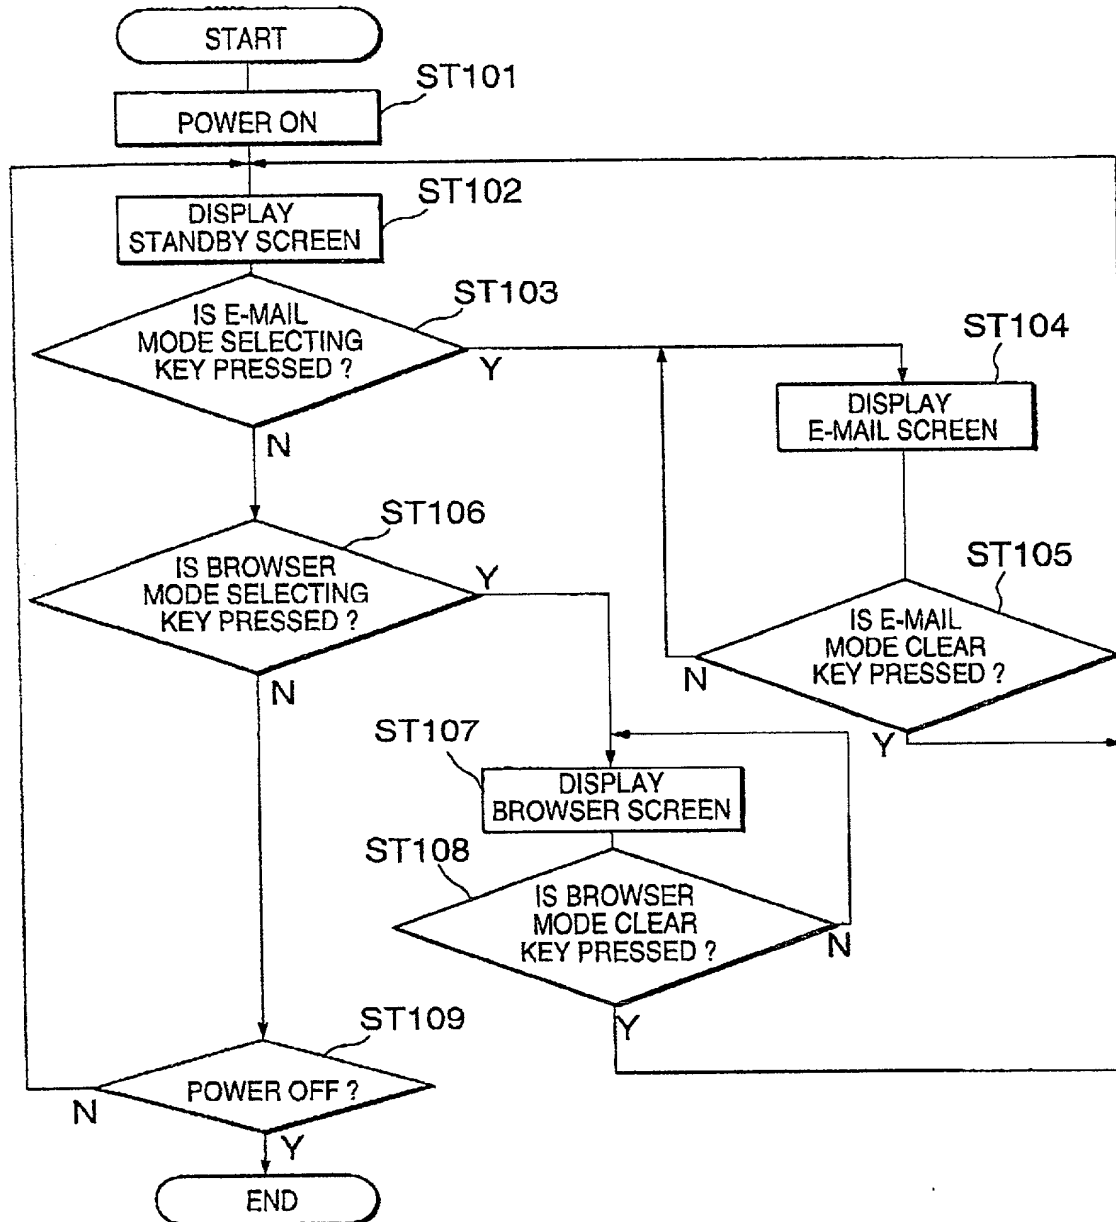 START
ST101
POWER ON
ST102
DISPLAY
STANDBY SCREEN
ST103
IS E-MAIL
MODE SELECTING
KEY PRESSED ?
Y
N
ST104
DISPLAY
E-MAIL SCREEN
ST105
IS E-MAIL
MODE CLEAR
KEY PRESSED ?
N
Y
ST106
IS BROWSER
MODE SELECTING
KEY PRESSED ?
Y
N
ST107
DISPLAY
BROWSER SCREEN
ST108
IS BROWSER
MODE CLEAR
KEY PRESSED ?
N
Y
ST109
POWER OFF ?
N
Y
END